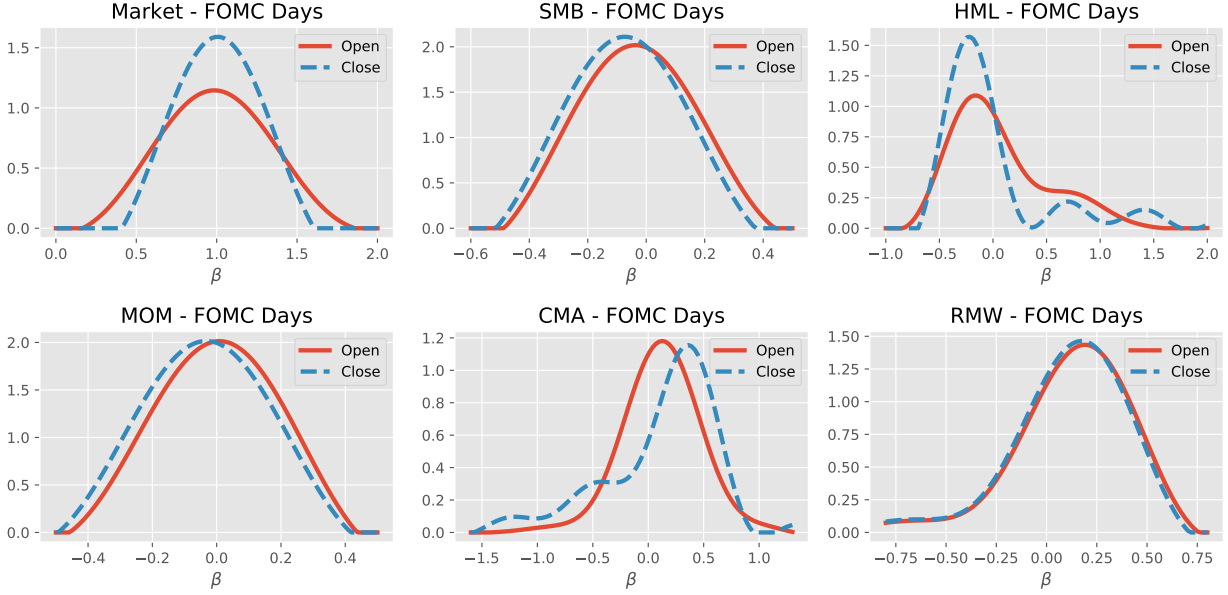 Market - FOMC Days
1.5
1.0
0.5
0.0
0.0 0.5 1.0 1.5 2.0
β
Open
Close
SMB - FOMC Days
2.0
1.5
1.0
0.5
0.0
−0.6 −0.4 −0.2 0.0 0.2 0.4
β
Open
Close
HML - FOMC Days
1.50
1.25
1.00
0.75
0.50
0.25
0.00
−1.0 −0.5 0.0 0.5 1.0 1.5 2.0
β
Open
Close
MOM - FOMC Days
2.0
1.5
1.0
0.5
0.0
−0.4 −0.2 0.0 0.2 0.4
β
Open
Close
CMA - FOMC Days
1.2
1.0
0.8
0.6
0.4
0.2
0.0
−1.5 −1.0 −0.5 0.0 0.5 1.0
β
Open
Close
RMW - FOMC Days
1.50
1.25
1.00
0.75
0.50
0.25
0.00
−0.75 −0.50 −0.25 0.00 0.25 0.50 0.75
β
Open
Close